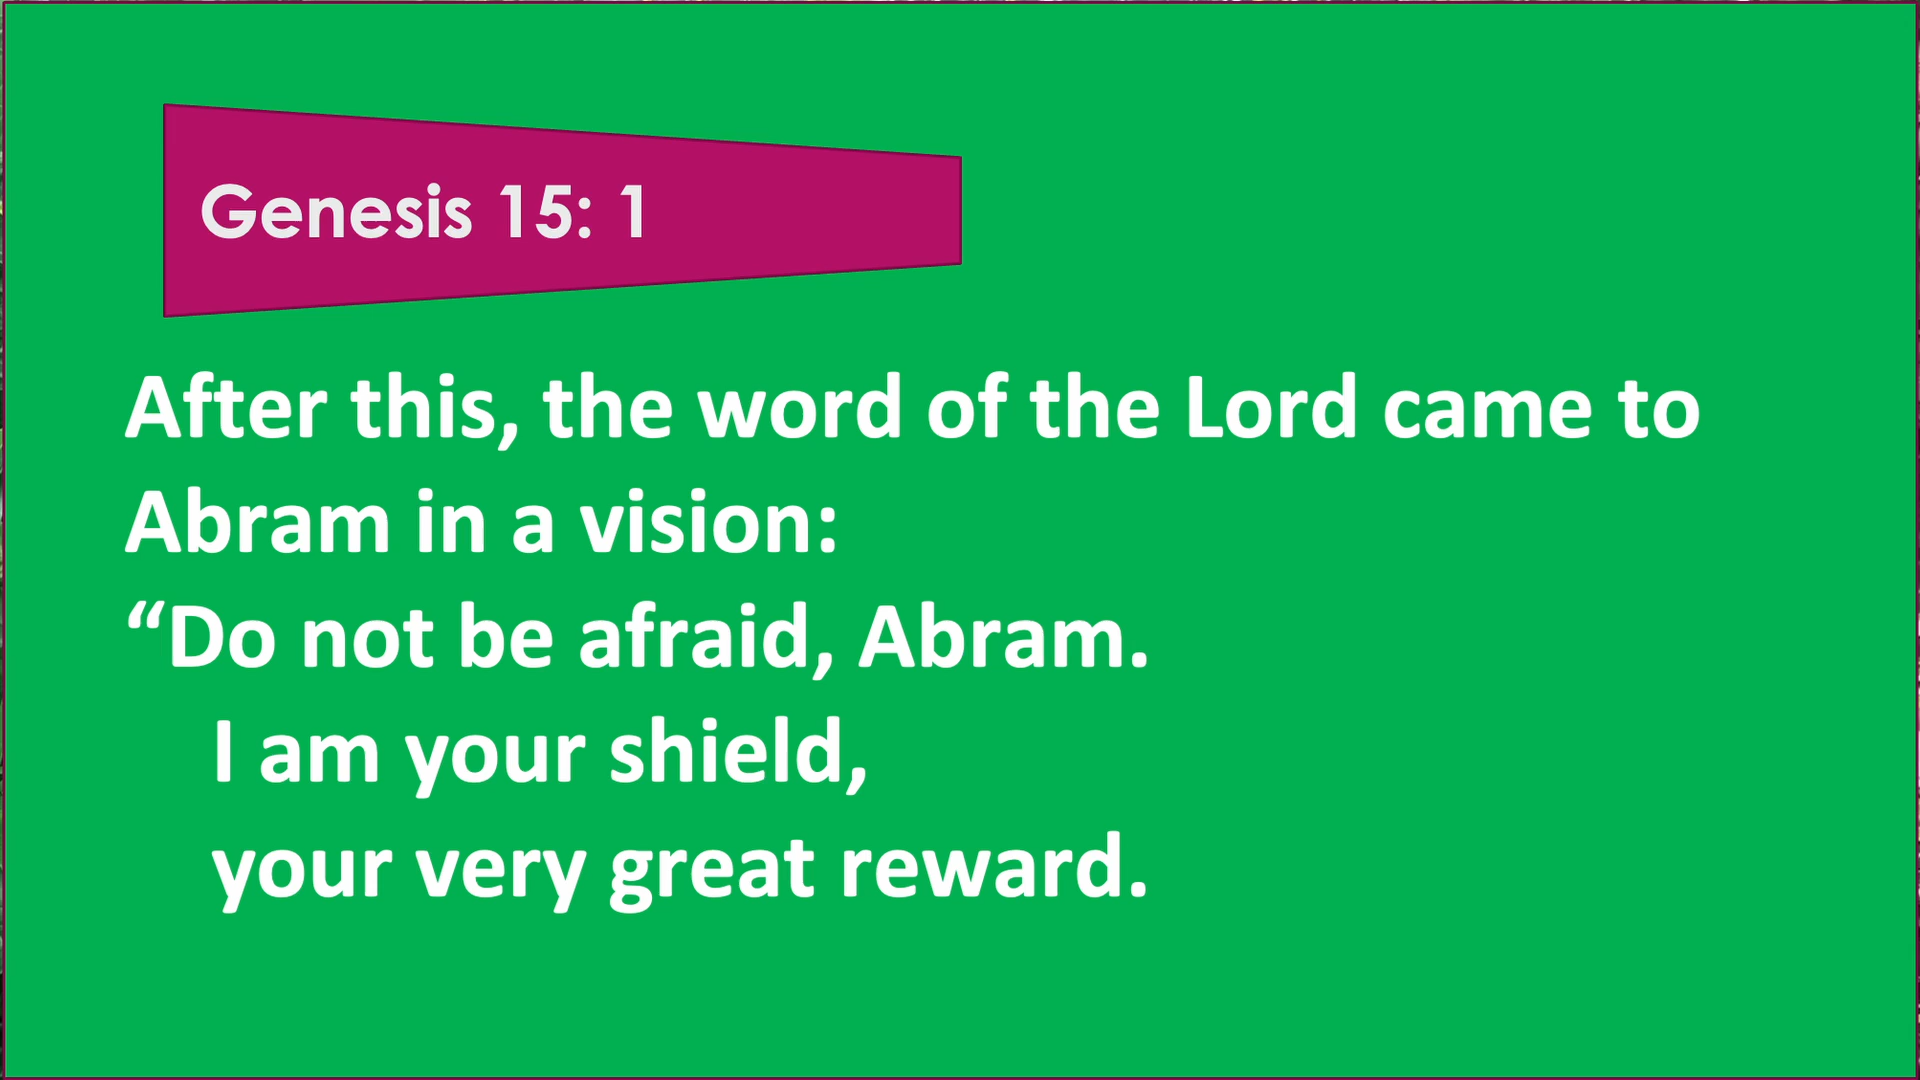 Genesis 15: 1
After this, the word of the Lord came to
Abram in a vision:
“Do not be afraid, Abram.
I am your shield,
your very great reward.